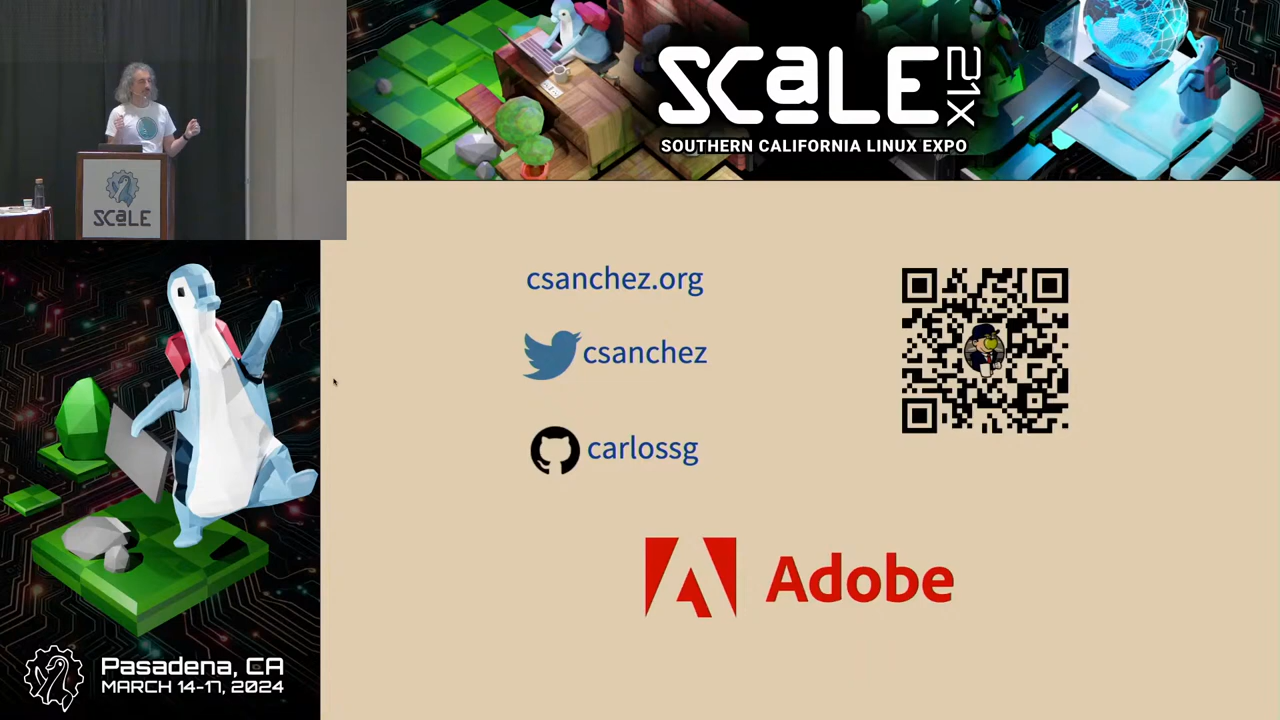 SCaLE
21X
SOUTHERN CALIFORNIA LINUX EXPO
SCaLE
csanchez.org
csanchez
carlossg
Adobe
Pasadena, CA
MARCH 14-17, 2024